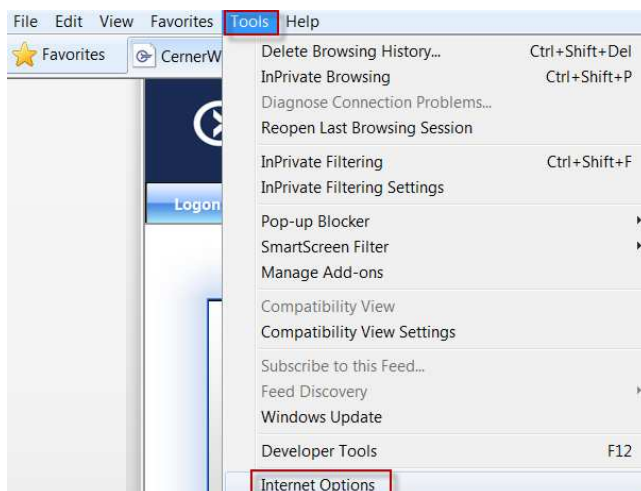 File Edit View Favorites Tools Help
Favorites CernerW
Logon
Delete Browsing History... Ctrl+Shift+Del
InPrivate Browsing Ctrl+Shift+P
Diagnose Connection Problems...
Reopen Last Browsing Session
InPrivate Filtering Ctrl+Shift+F
InPrivate Filtering Settings
Pop-up Blocker
SmartScreen Filter
Manage Add-ons
Compatibility View
Compatibility View Settings
Subscribe to this Feed...
Feed Discovery
Windows Update
Developer Tools F12
Internet Options